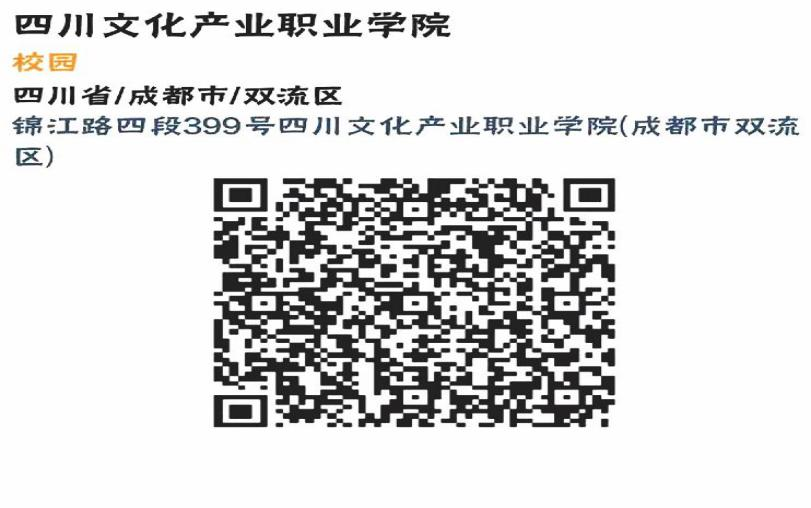 四川文化产业职业学院
校园
四川省/成都市/双流区
锦江路四段399号四川文化产业职业学院(成都市双流
区)